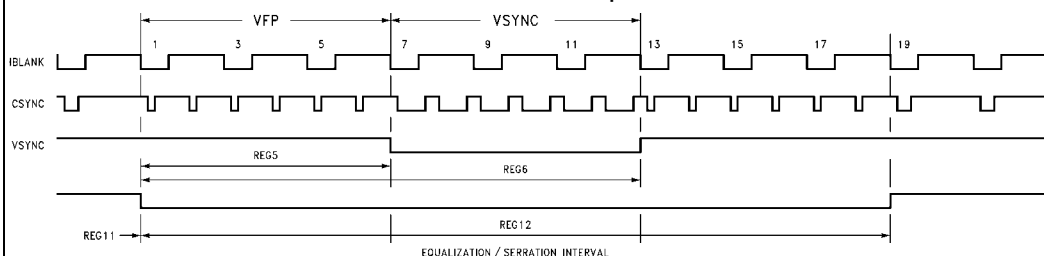 VFP VSYNC
1 3 5 7 9 11 13 15 17 19
IBLANK
CSYNC
VSYNC
REG5
REG6
REG12
REG11
EQUALIZATION / SERRATION INTERVAL